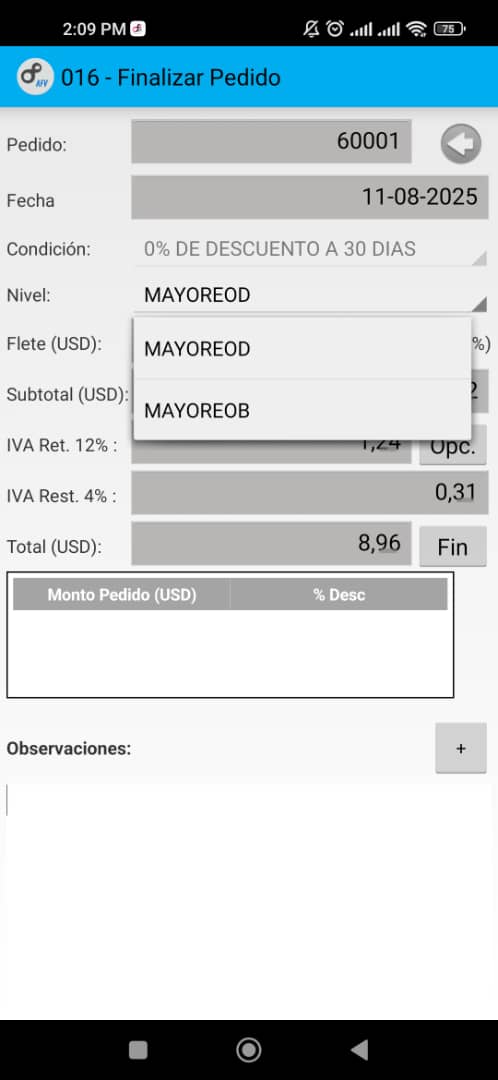 2:09 PM
75
AFV
016 - Finalizar Pedido
Pedido:
60001
Fecha
11-08-2025
Condición:
0% DE DESCUENTO A 30 DIAS
Nivel:
MAYOREOD
Flete (USD):
%)
MAYOREOD
Subtotal (USD):
2
MAYOREOB
IVA Ret. 12% :
1,24
Opc.
IVA Rest. 4% :
0,31
Total (USD):
8,96
Fin
Monto Pedido (USD)
% Desc
Observaciones:
+